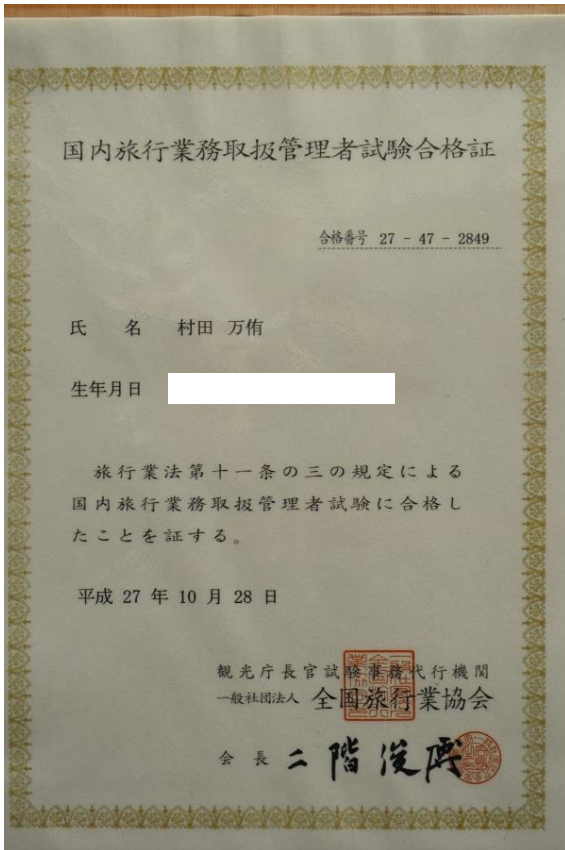 国内旅行業務取扱管理者試験合格証
合格番号 27 - 47 - 2849
氏 名 村田 万侑
生年月日
旅行業法第十一条の三の規定による
国内旅行業務取扱管理者試験に合格し
たことを証する。
平成 27 年 10 月 28 日
観光庁長官試験事務代行機関
一般社団法人 全国旅行業協会
会 長 二階俊博